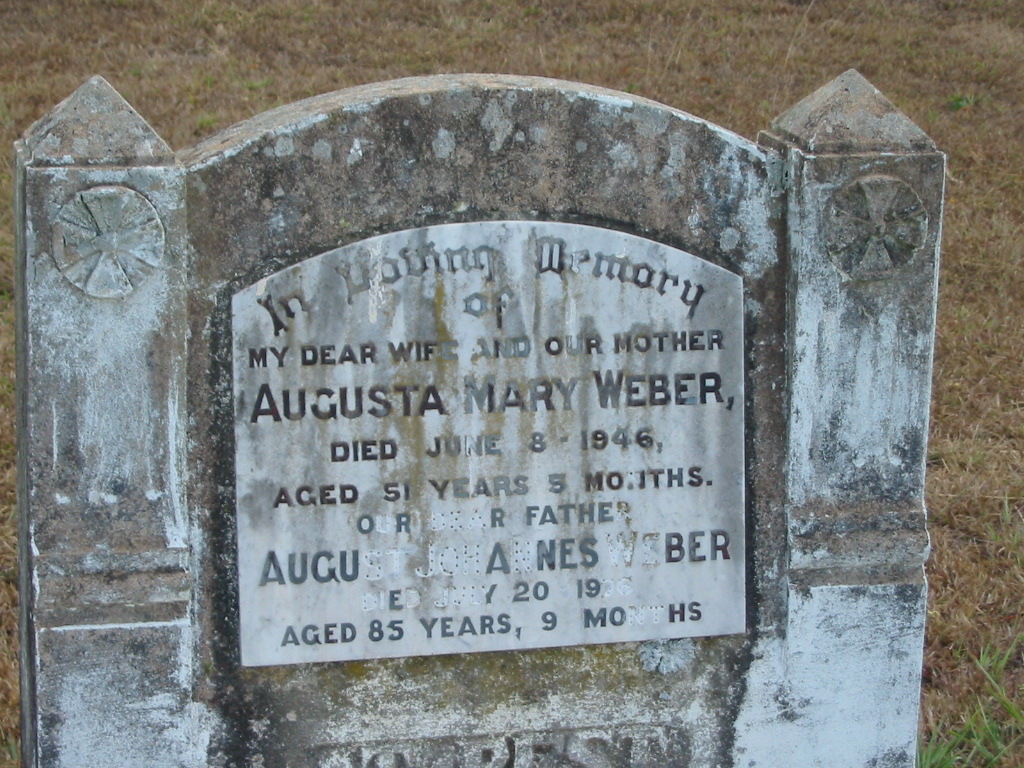 In Loving Memory
of
MY DEAR WIFE AND OUR MOTHER
AUGUSTA MARY WEBER,
DIED JUNE 8 1946,
AGED 51 YEARS 5 MONTHS.
OUR DEAR FATHER
AUGUST JOHANNES WEBER
DIED JULY 20
AGED 85 YEARS, 9 MONTHS